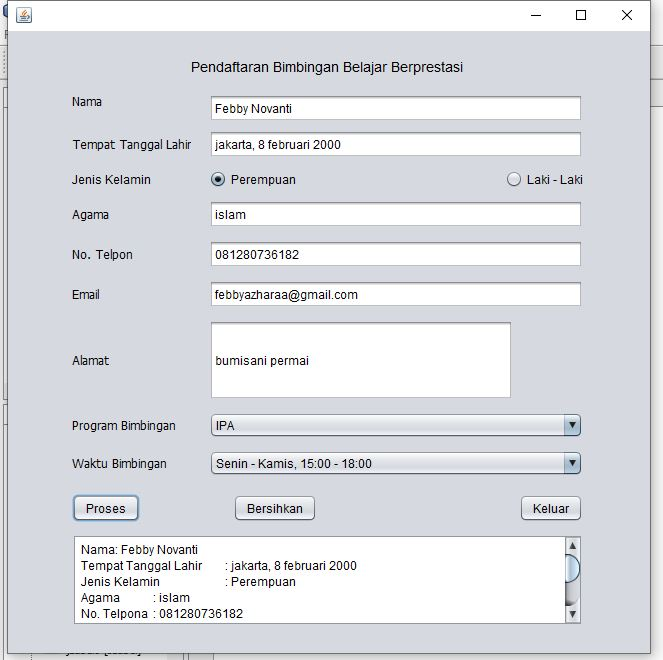 Pendaftaran Bimbingan Belajar Berprestasi
Nama Febby Novanti
Tempat Tanggal Lahir jakarta, 8 februari 2000
Jenis Kelamin Perempuan Laki - Laki
Agama islam
No. Telpon 081280736182
Email febbyazharaa@gmail.com
Alamat bumisani permai
Program Bimbingan IPA
Waktu Bimbingan Senin - Kamis, 15:00 - 18:00
Proses Bersihkan Keluar
Nama: Febby Novanti
Tempat Tanggal Lahir : jakarta, 8 februari 2000
Jenis Kelamin : Perempuan
Agama : islam
No. Telpona : 081280736182